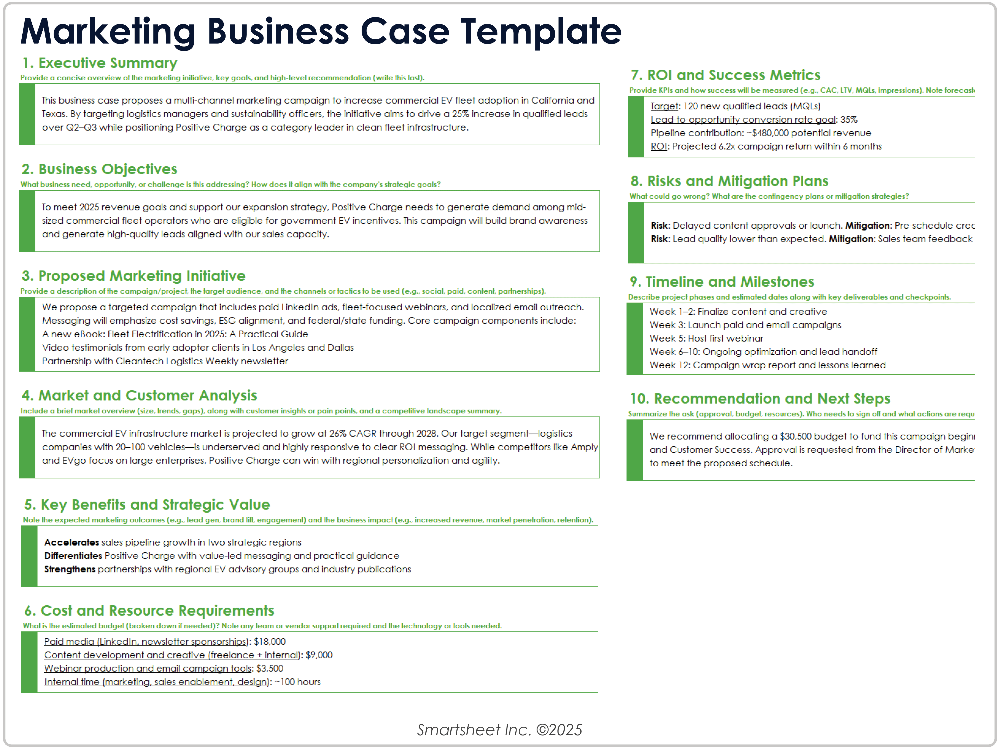 Marketing Business Case Template
1. Executive Summary
Provide a concise overview of the marketing initiative, key goals, and high-level recommendation (write this last).
This business case proposes a multi-channel marketing campaign to increase commercial EV fleet adoption in California and
Texas. By targeting logistics managers and sustainability officers, the initiative aims to drive a 25% increase in qualified leads
over Q2–Q3 while positioning Positive Charge as a category leader in clean fleet infrastructure.
2. Business Objectives
What business need, opportunity, or challenge is this addressing? How does it align with the company's strategic goals?
To meet 2025 revenue goals and support our expansion strategy, Positive Charge needs to generate demand among mid-
sized commercial fleet operators who are eligible for government EV incentives. This campaign will build brand awareness
and generate high-quality leads aligned with our sales capacity.
3. Proposed Marketing Initiative
Provide a description of the campaign/project, the target audience, and the channels or tactics to be used (e.g., social, paid, content, partnerships).
We propose a targeted campaign that includes paid LinkedIn ads, fleet-focused webinars, and localized email outreach.
Messaging will emphasize cost savings, ESG alignment, and federal/state funding. Core campaign components include:
A new eBook: Fleet Electrification in 2025: A Practical Guide
Video testimonials from early adopter clients in Los Angeles and Dallas
Partnership with Cleantech Logistics Weekly newsletter
4. Market and Customer Analysis
Include a brief market overview (size, trends, gaps), along with customer insights or pain points, and a competitive landscape summary.
The commercial EV infrastructure market is projected to grow at 26% CAGR through 2028. Our target segment—logistics
companies with 20–100 vehicles—is underserved and highly responsive to clear ROI messaging. While competitors like Amply
and EVgo focus on large enterprises, Positive Charge can win with regional personalization and agility.
5. Key Benefits and Strategic Value
Note the expected marketing outcomes (e.g., lead gen, brand lift, engagement) and the business impact (e.g., increased revenue, market penetration, retention).
Accelerates sales pipeline growth in two strategic regions
Differentiates Positive Charge with value-led messaging and practical guidance
Strengthens partnerships with regional EV advisory groups and industry publications
6. Cost and Resource Requirements
What is the estimated budget (broken down if needed)? Note any team or vendor support required and the technology or tools needed.
Paid media (LinkedIn, newsletter sponsorships): $18,000
Content development and creative (freelance + internal): $9,000
Webinar production and email campaign tools: $3,500
Internal time (marketing, sales enablement, design): ~100 hours
7. ROI and Success Metrics
Provide KPIs and how success will be measured (e.g., CAC, LTV, MQLs, impressions). Note
Target: 120 new qualified leads (MQLs)
Lead-to-opportunity conversion rate goal: 35%
Pipeline contribution: ~$480,000 potential revenue
ROI: Projected 6.2x campaign return within 6 months
8. Risks and Mitigation Plans
What could go wrong? What are the contingency plans or mitigation strategies?
Risk: Delayed content approvals or launch. Mitigation: Pre-schedule
Risk: Lead quality lower than expected. Mitigation: Sales team feedback
9. Timeline and Milestones
Describe project phases and estimated dates along with key deliverables and checkpoints.
Week 1–2: Finalize content and creative
Week 3: Launch paid and email campaigns
Week 5: Host first webinar
Week 6–10: Ongoing optimization and lead handoff
Week 12: Campaign wrap report and lessons learned
10. Recommendation and Next Steps
Summarize the ask (approval, budget, resources). Who needs to sign off and what actions are
We recommend allocating a $30,500 budget to fund this campaign
and Customer Success. Approval is requested from the Director of
to meet the proposed schedule.
Smartsheet Inc. ©2025